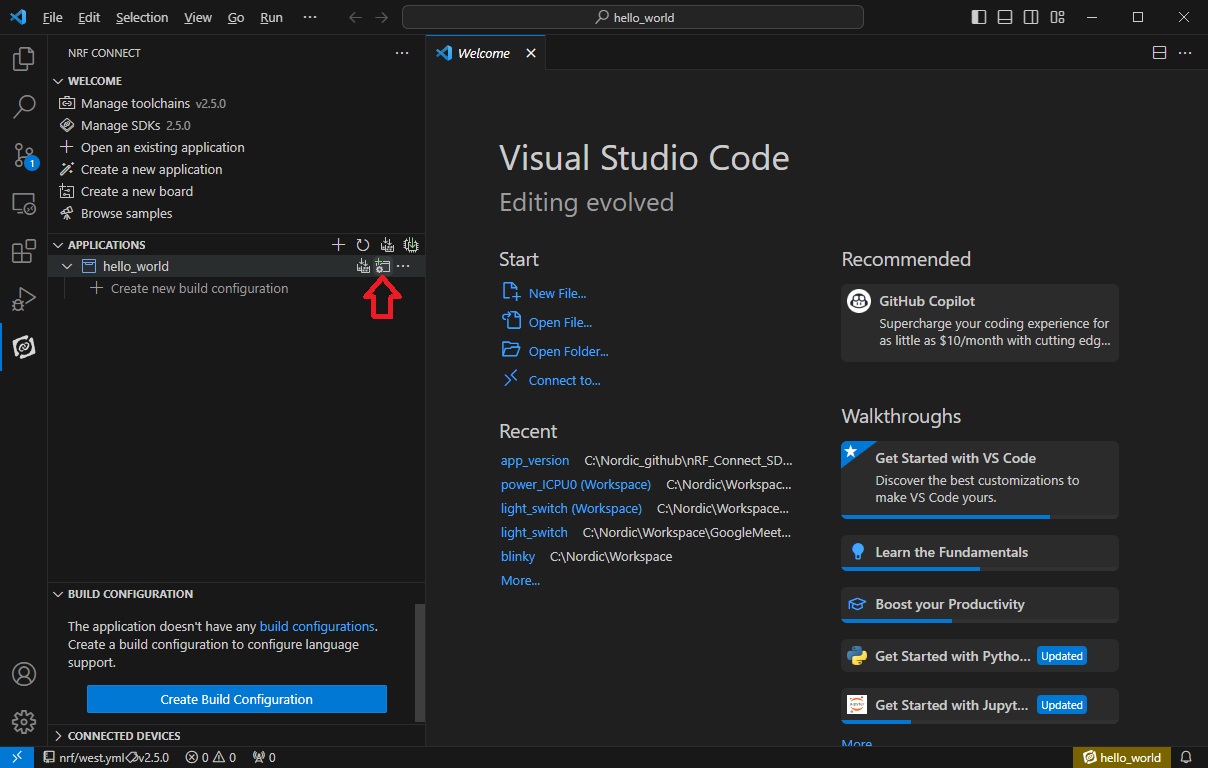 File Edit Selection View Go Run ···
hello_world
NRF CONNECT
WELCOME
Manage toolchains v2.5.0
Manage SDKs 2.5.0
Open an existing application
Create a new application
Create a new board
Browse samples
APPLICATIONS
hello_world
Create new build configuration
BUILD CONFIGURATION
The application doesn't have any build configurations.
Create a build configuration to configure language
support.
Create Build Configuration
CONNECTED DEVICES
1
Welcome
Visual Studio Code
Editing evolved
Start
New File...
Open File...
Open Folder...
Connect to...
Recent
app_version C:\Nordic_github\nRF_Connect_SD...
power_ICPU0 (Workspace) C:\Nordic\Workspac...
light_switch (Workspace) C:\Nordic\Workspace...
light_switch C:\Nordic\Workspace\GoogleMeet...
blinky C:\Nordic\Workspace
More...
Recommended
GitHub Copilot
Supercharge your coding experience for
as little as $10/month with cutting edg...
Walkthroughs
Get Started with VS Code
Discover the best customizations to
make VS Code yours.
Learn the Fundamentals
Boost your Productivity
Get Started with Pytho... Updated
Get Started with Jupyt... Updated
More...
nrf/west.yml v2.5.0 0 0 0
hello_world